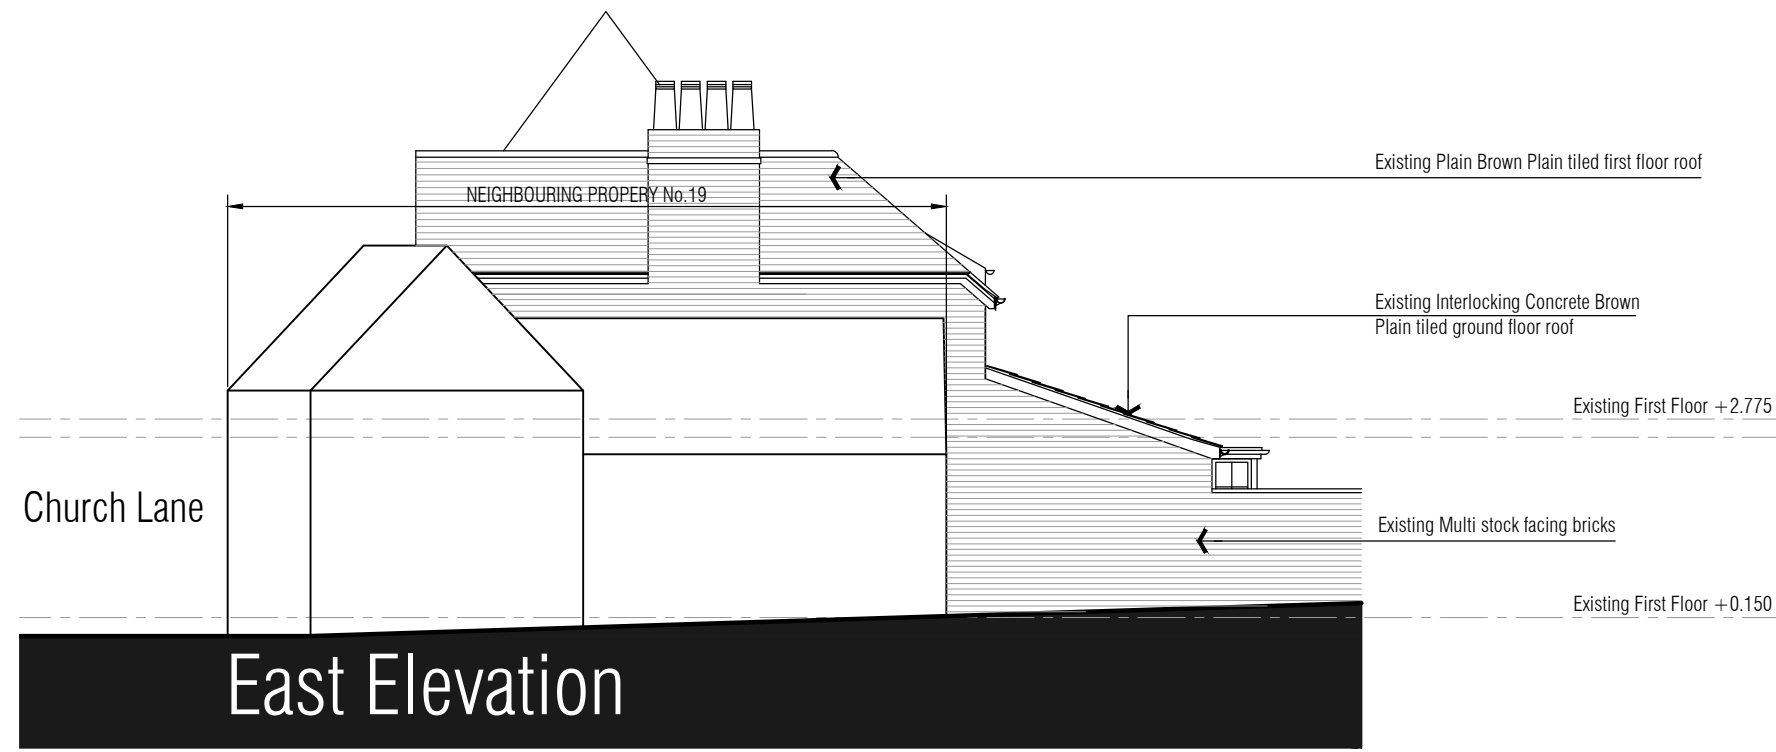 Existing Plain Brown Plain tiled first floor roof
NEIGHBOURING PROPERY No.19
Existing Interlocking Concrete Brown
Plain tiled ground floor roof
Existing First Floor +2.775
Church Lane
Existing Multi stock facing bricks
Existing First Floor +0.150
East Elevation